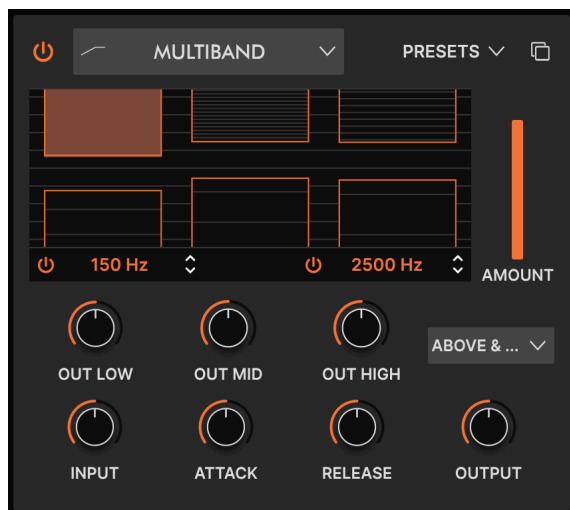 MULTIBAND
PRESETS
150 Hz
2500 Hz
AMOUNT
OUT LOW
OUT MID
OUT HIGH
ABOVE & ...
INPUT
ATTACK
RELEASE
OUTPUT